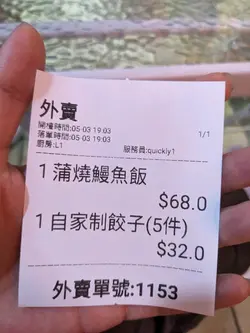 外賣
開檯時間:05-03 19:03
落單時間:05-03 19:03 1/1
廚房:L1 服務員:quickly1
1 蒲燒鰻魚飯
$68.0
1 自家制餃子(5件)
$32.0
外賣單號:1153